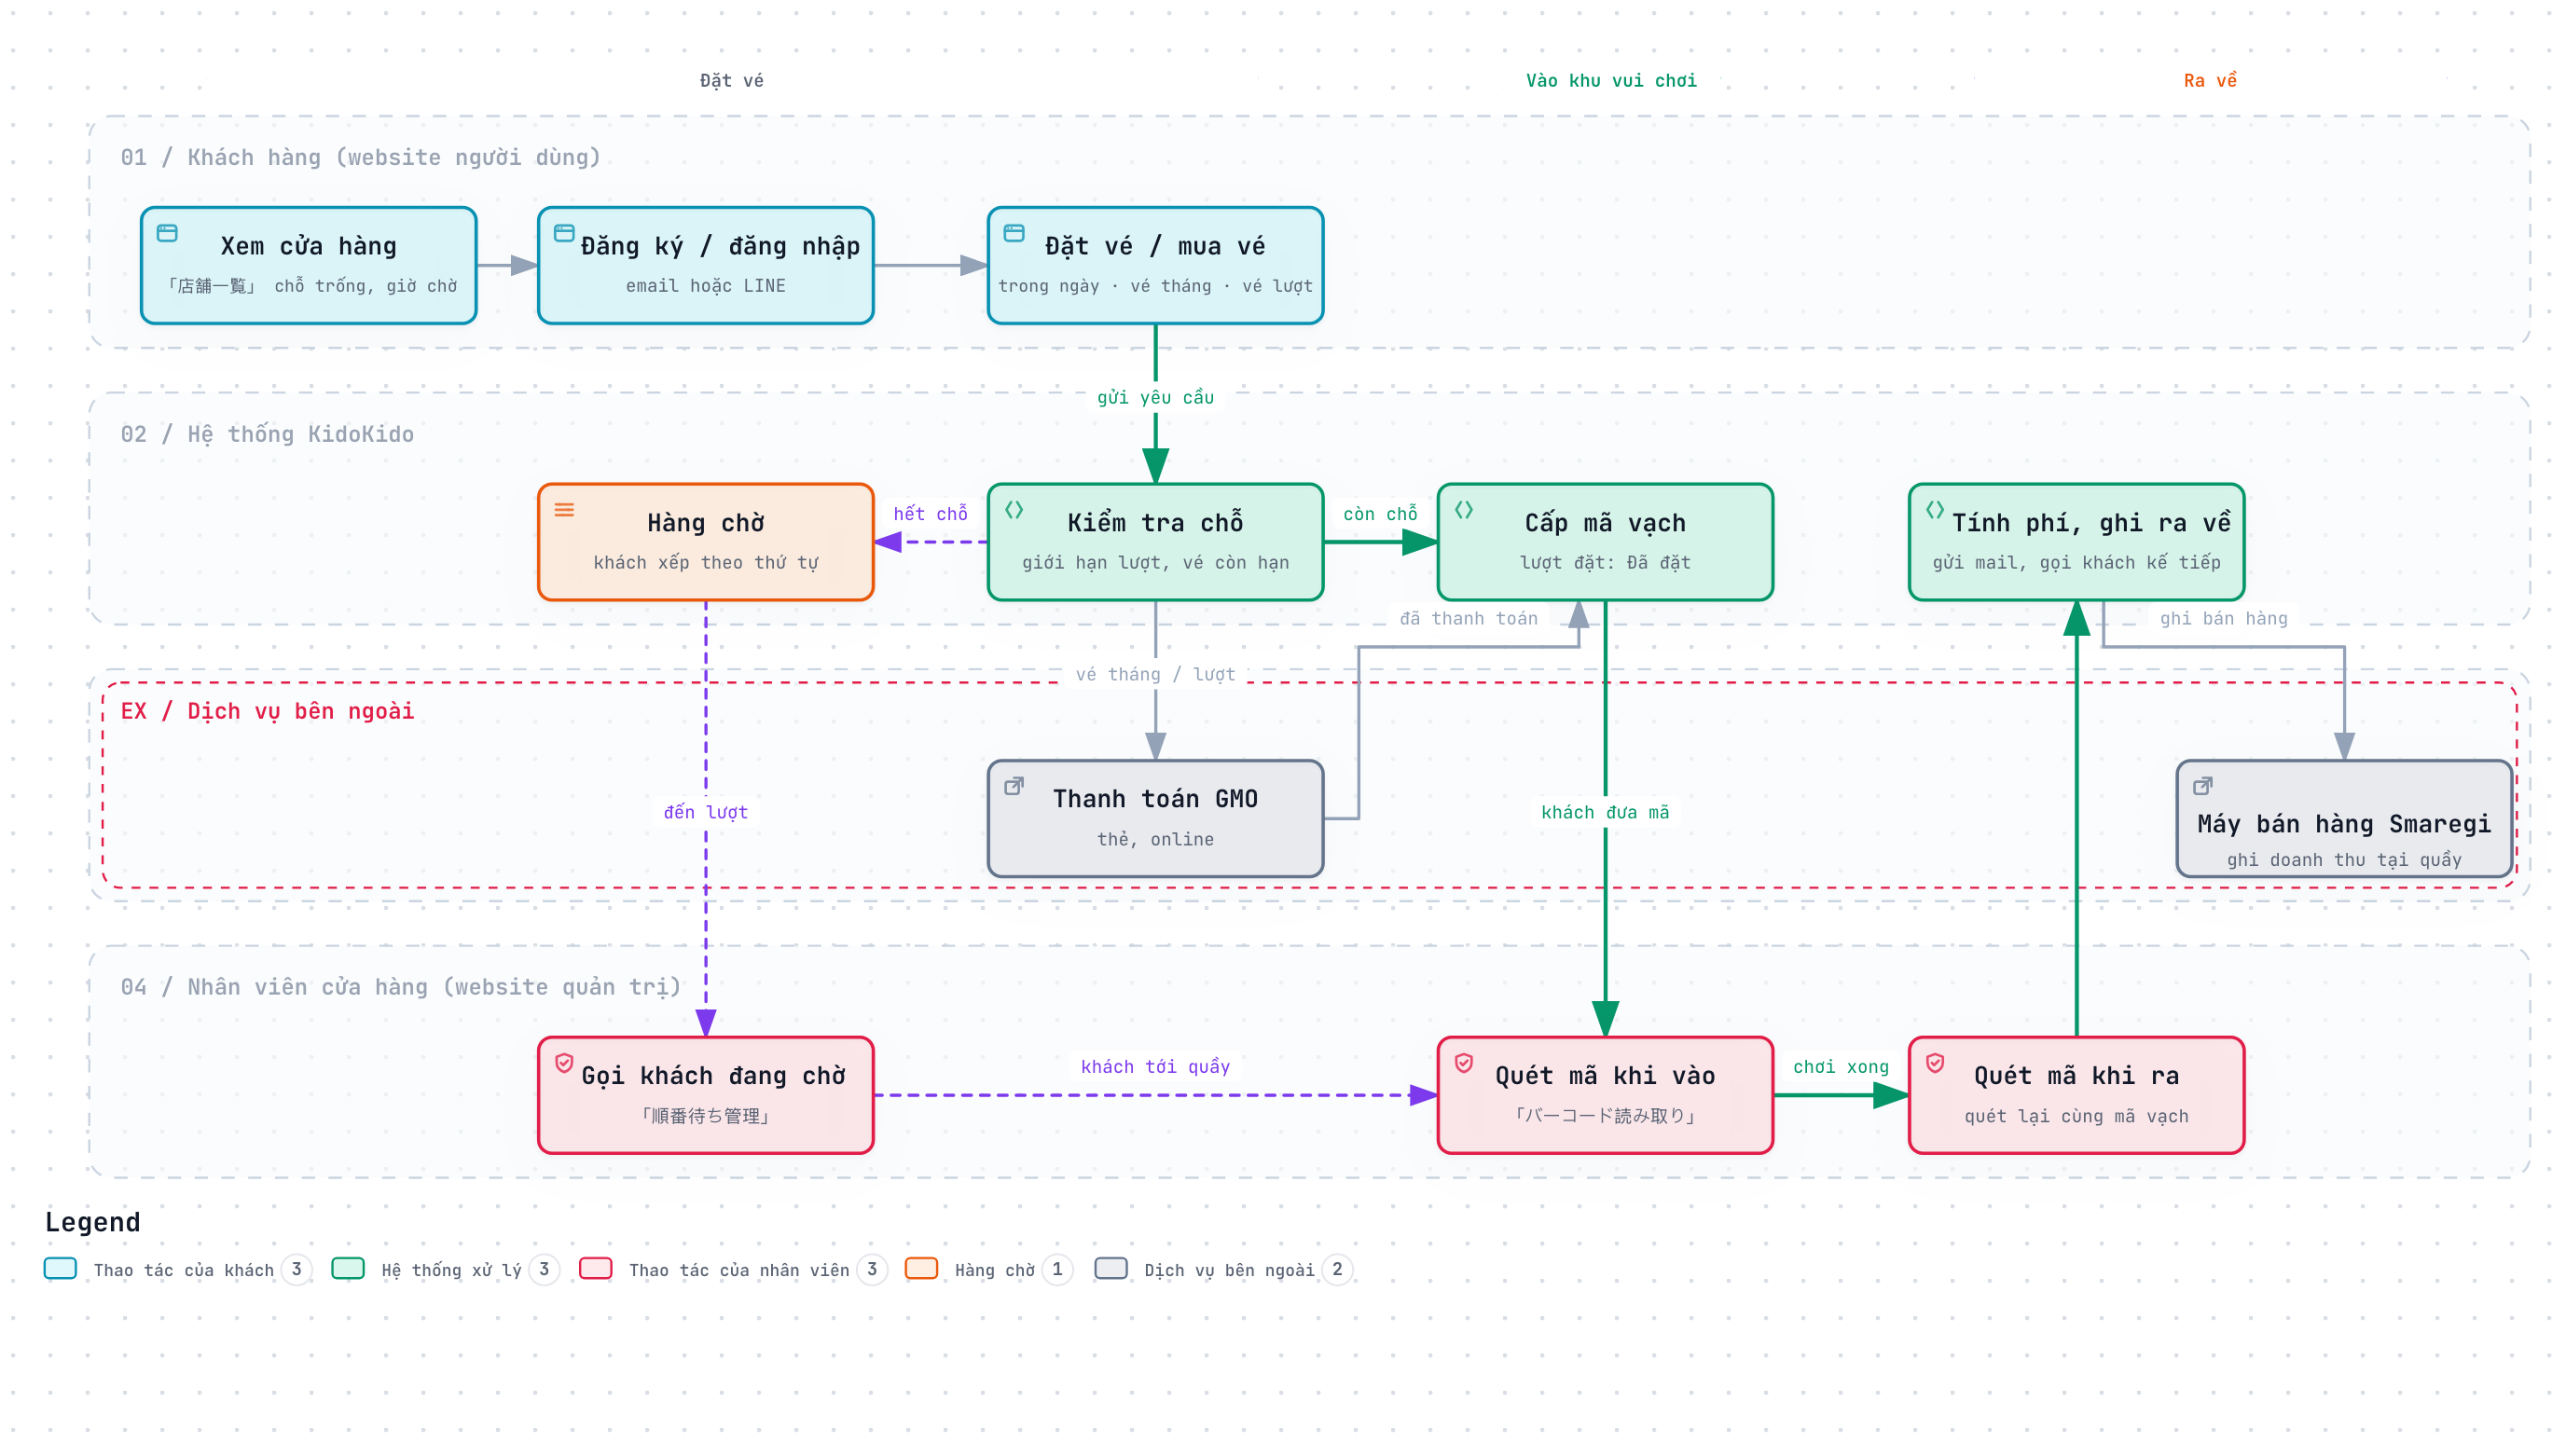 Đặt vé
Vào khu vui chơi
Ra về
01 / Khách hàng (website người dùng)
Xem cửa hàng
「店舗一覧」 chỗ trống, giờ chờ
Đăng ký / đăng nhập
email hoặc LINE
Đặt vé / mua vé
trong ngày · vé tháng · vé lượt
gửi yêu cầu
02 / Hệ thống KidoKido
Hàng chờ
khách xếp theo thứ tự
hết chỗ
Kiểm tra chỗ
giới hạn lượt, vé còn hạn
còn chỗ
Cấp mã vạch
lượt đặt: Đã đặt
Tính phí, ghi ra về
gửi mail, gọi khách kế tiếp
đã thanh toán
ghi bán hàng
vé tháng / lượt
EX / Dịch vụ bên ngoài
đến lượt
Thanh toán GMO
thẻ, online
khách đưa mã
Máy bán hàng Smaregi
ghi doanh thu tại quầy
04 / Nhân viên cửa hàng (website quản trị)
Gọi khách đang chờ
「順番待ち管理」
khách tới quầy
Quét mã khi vào
「バーコード読み取り」
chơi xong
Quét mã khi ra
quét lại cùng mã vạch
Legend
Thao tác của khách 3
Hệ thống xử lý 3
Thao tác của nhân viên 3
Hàng chờ 1
Dịch vụ bên ngoài 2